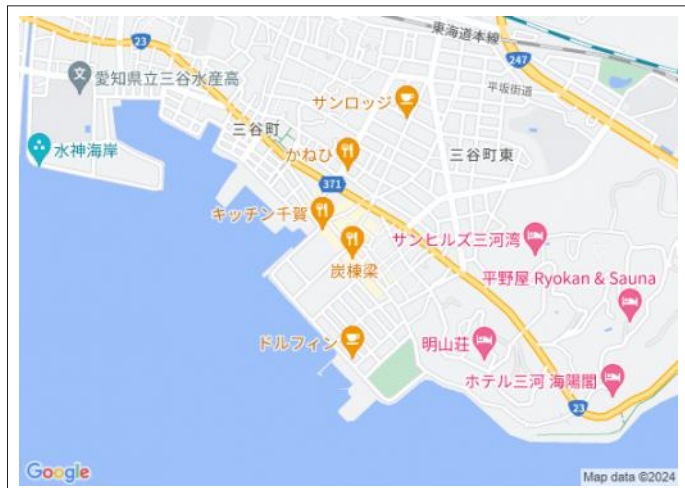 23
東海道本線
247
愛知県立三谷水産高
サンロッジ
平坂街道
三谷町
水神海岸
かねひ
三谷町東
371
キッチン千賀
サンヒルズ三河湾
炭棟梁
平野屋 Ryokan & Sauna
ドルフィン
明山荘
ホテル三河 海陽閣
23
Google
Map data ©2024